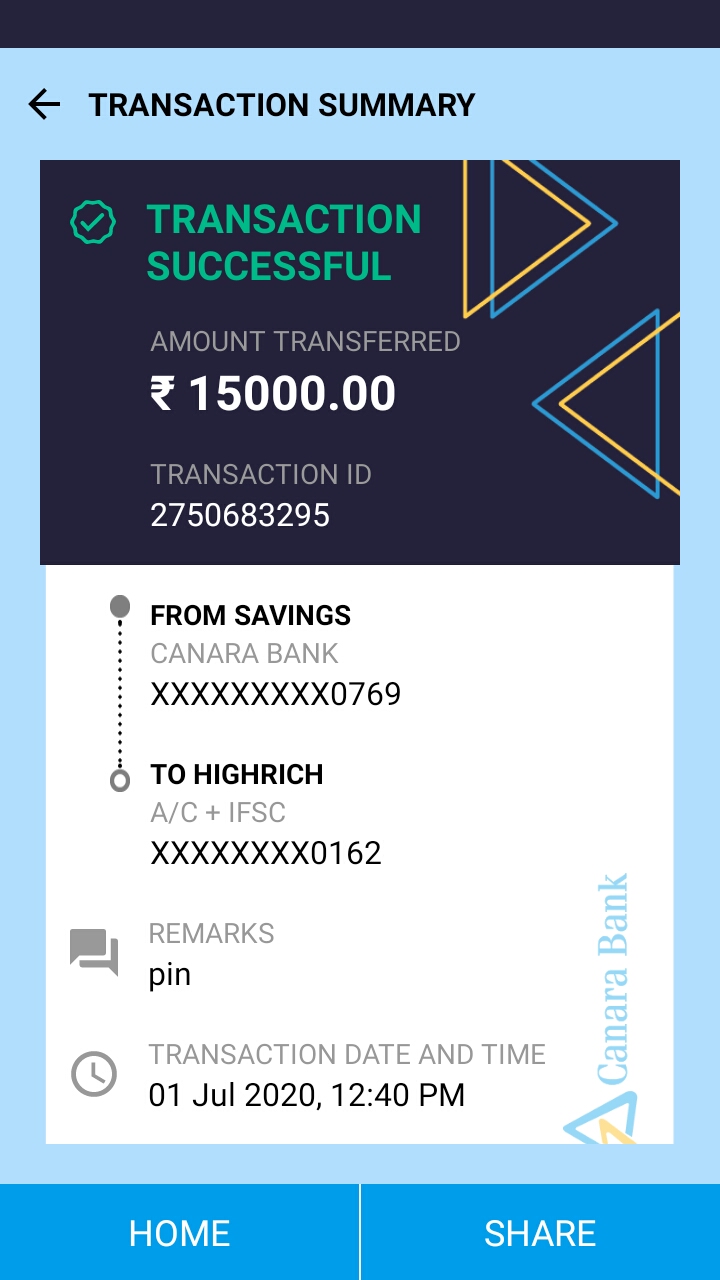 TRANSACTION SUMMARY
TRANSACTION
SUCCESSFUL
AMOUNT TRANSFERRED
₹ 15000.00
TRANSACTION ID
2750683295
FROM SAVINGS
CANARA BANK
XXXXXXXXX0769
TO HIGHRICH
A/C + IFSC
XXXXXXXX0162
REMARKS
pin
TRANSACTION DATE AND TIME
01 Jul 2020, 12:40 PM
Canara Bank
HOME
SHARE